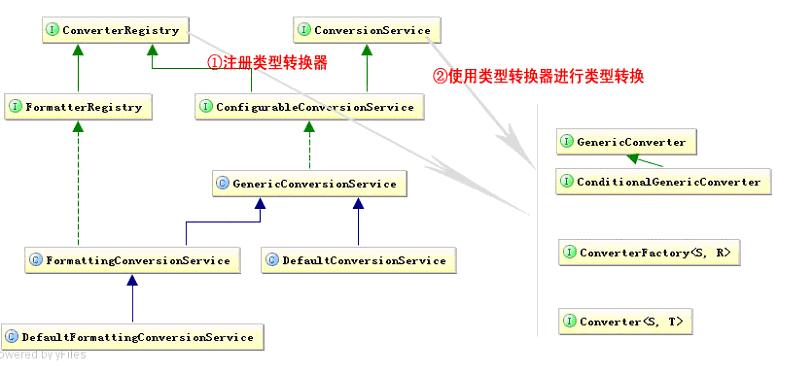 I ConverterRegistry
I ConversionService
①注册类型转换器
②使用类型转换器进行类型转换
I FormatterRegistry
I ConfigurableConversionService
I GenericConverter
I ConditionalGenericConverter
C GenericConversionService
C FormattingConversionService
C DefaultConversionService
I ConverterFactory<S, R>
I Converter<S, T>
C DefaultFormattingConversionService
owered by yFiles